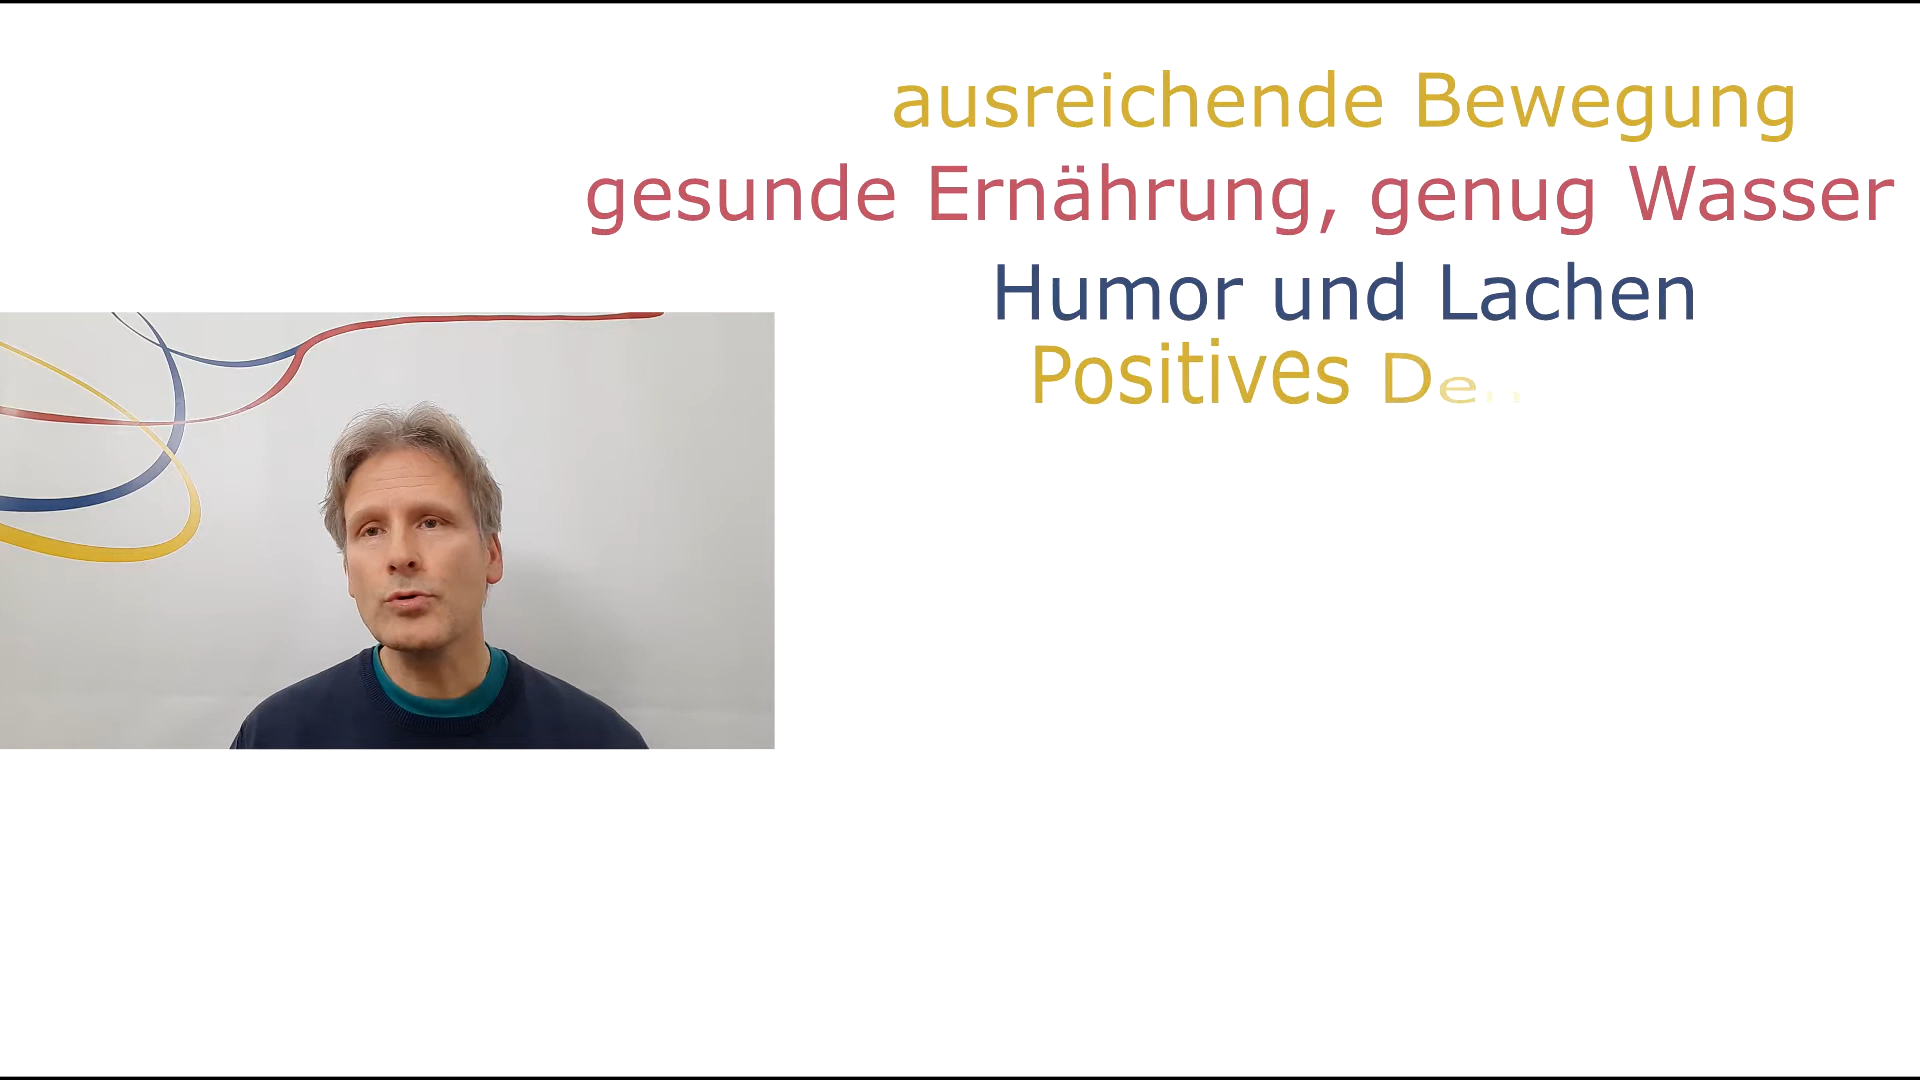 ausreichende Bewegung
gesunde Ernährung, genug Wasser
Humor und Lachen
Positives